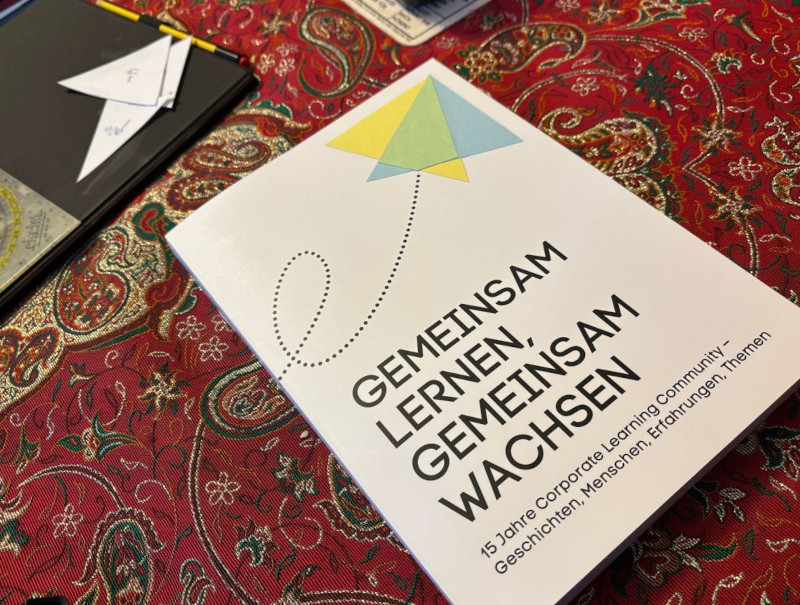 GEMEINSAM
LERNEN,
GEMEINSAM
WACHSEN
15 Jahre Corporate Learning Community –
Geschichten, Menschen, Erfahrungen, Themen